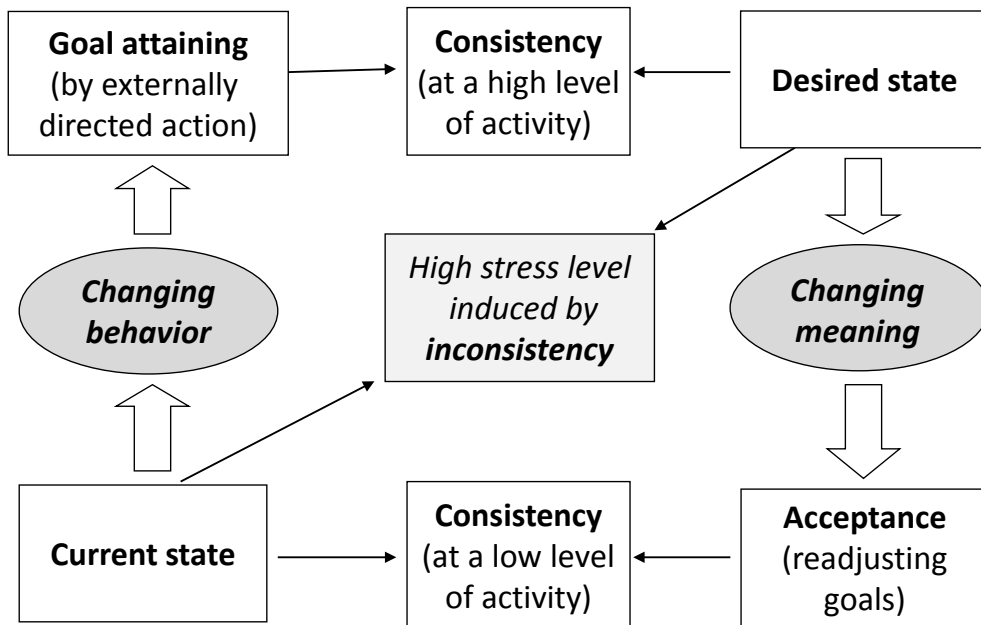 Goal attaining
(by externally
directed action)
Consistency
(at a high level
of activity)
Desired state
Changing
behavior
High stress level
induced by
inconsistency
Changing
meaning
Current state
Consistency
(at a low level
of activity)
Acceptance
(readjusting
goals)